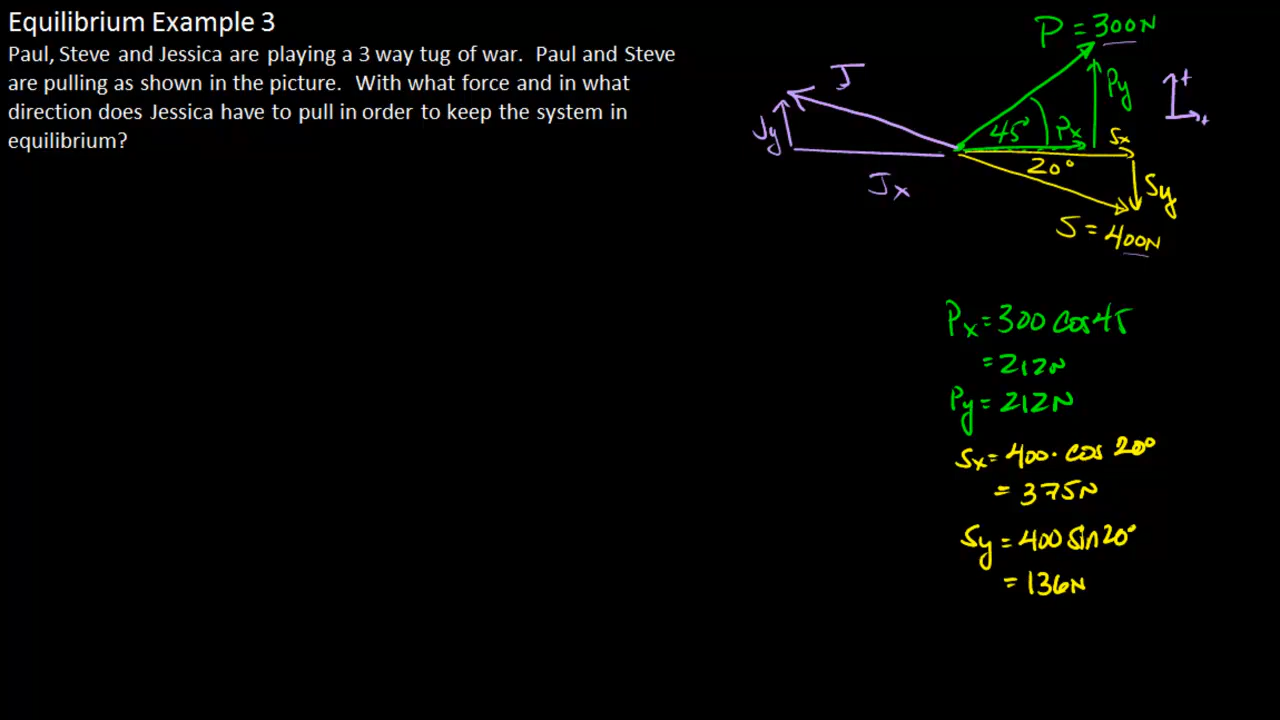 Equilibrium Example 3
Paul, Steve and Jessica are playing a 3 way tug of war. Paul and Steve
are pulling as shown in the picture. With what force and in what
direction does Jessica have to pull in order to keep the system in
equilibrium?
P = 300N
J
Py
+
Jy
45°
Px
Sx
+
20°
Jx
Sy
S = 400N
Px = 300 cos 45
= 212N
Py = 212N
Sx = 400 · cos 20°
= 375N
Sy = 400 sin 20°
= 136N